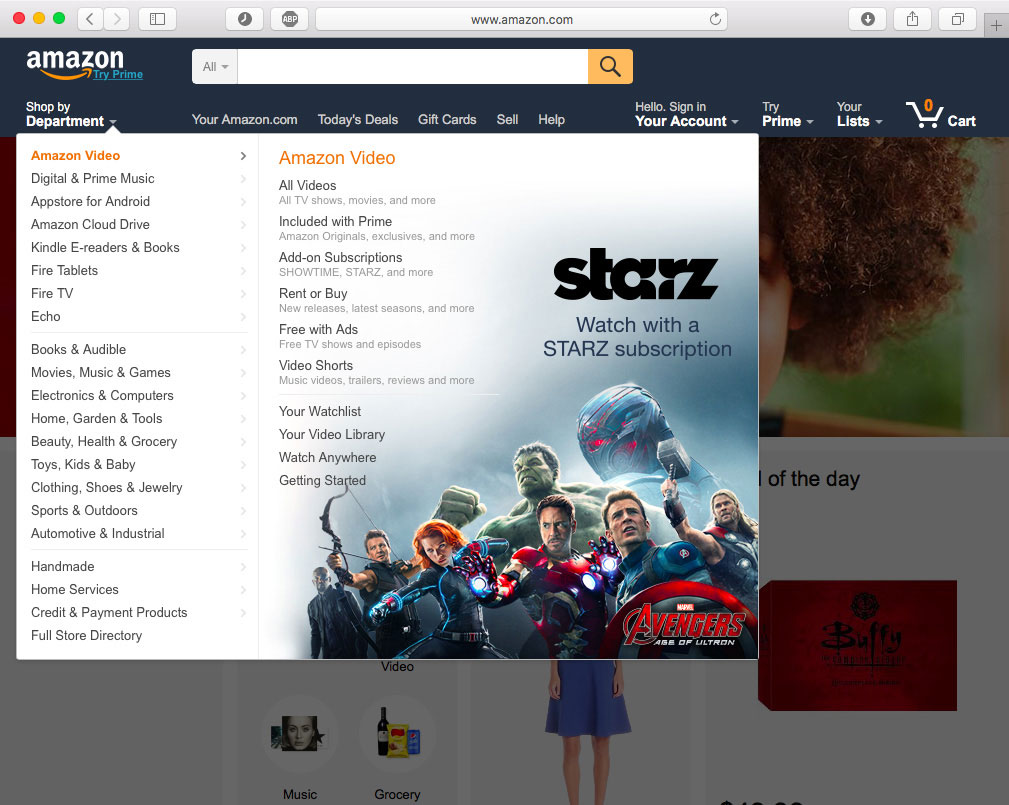 www.amazon.com
ABP
amazon
Try Prime
All
Shop by
Department
Your Amazon.com
Today's Deals
Gift Cards
Sell
Help
Hello. Sign in
Your Account
Try
Prime
Your
Lists
0
Cart
Amazon Video
Digital & Prime Music
Appstore for Android
Amazon Cloud Drive
Kindle E-readers & Books
Fire Tablets
Fire TV
Echo
Books & Audible
Movies, Music & Games
Electronics & Computers
Home, Garden & Tools
Beauty, Health & Grocery
Toys, Kids & Baby
Clothing, Shoes & Jewelry
Sports & Outdoors
Automotive & Industrial
Handmade
Home Services
Credit & Payment Products
Full Store Directory
Amazon Video
All Videos
All TV shows, movies, and more
Included with Prime
Amazon Originals, exclusives, and more
Add-on Subscriptions
SHOWTIME, STARZ, and more
Rent or Buy
New releases, latest seasons, and more
Free with Ads
Free TV shows and episodes
Video Shorts
Music videos, trailers, reviews and more
Your Watchlist
Your Video Library
Watch Anywhere
Getting Started
starz
Watch with a
STARZ subscription
MARVEL
AVENGERS
AGE OF ULTRON
l of the day
Buffy
Video
Music
Grocery